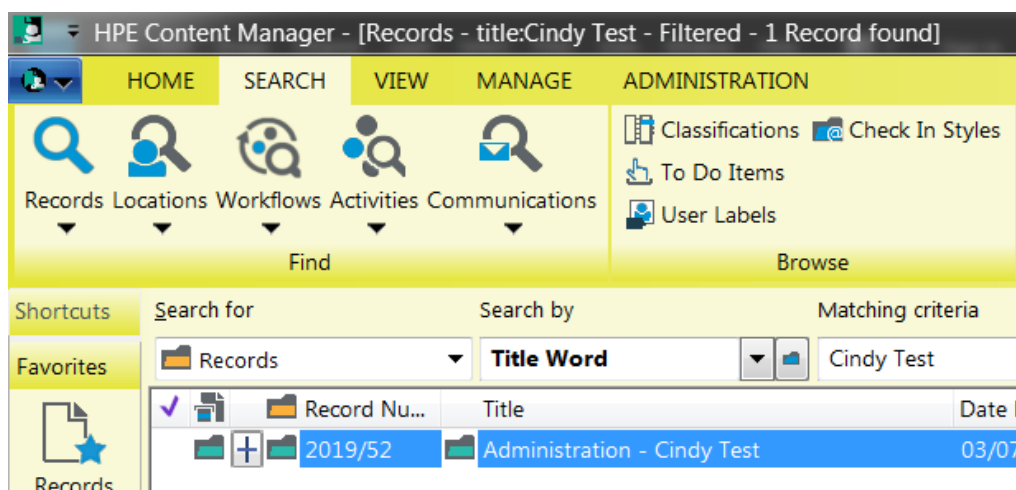 HPE Content Manager - [Records - title:Cindy Test - Filtered - 1 Record found]
HOME SEARCH VIEW MANAGE ADMINISTRATION
Classifications Check In Styles
To Do Items
User Labels
Records Locations Workflows Activities Communications
Find Browse
Shortcuts Search for Search by Matching criteria
Favorites Records Title Word Cindy Test
Record Nu... Title Date
2019/52 Administration - Cindy Test 03/07
Records